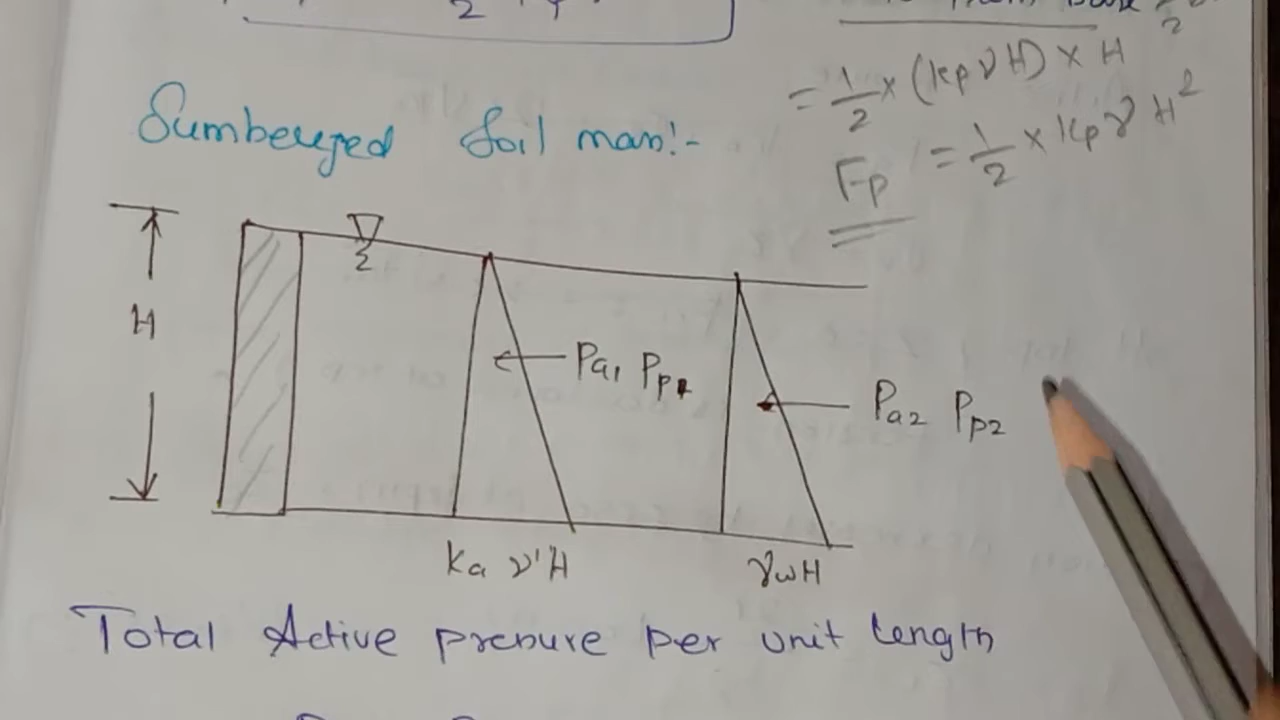 = 1/2 × (kp γ H) × H
Fp = 1/2 × kp γ H²
Sumberged Soil mass:-
H
Pa1 Pp1
Pa2 Pp2
ka γ'H
γwH
Total Active pressure per unit length